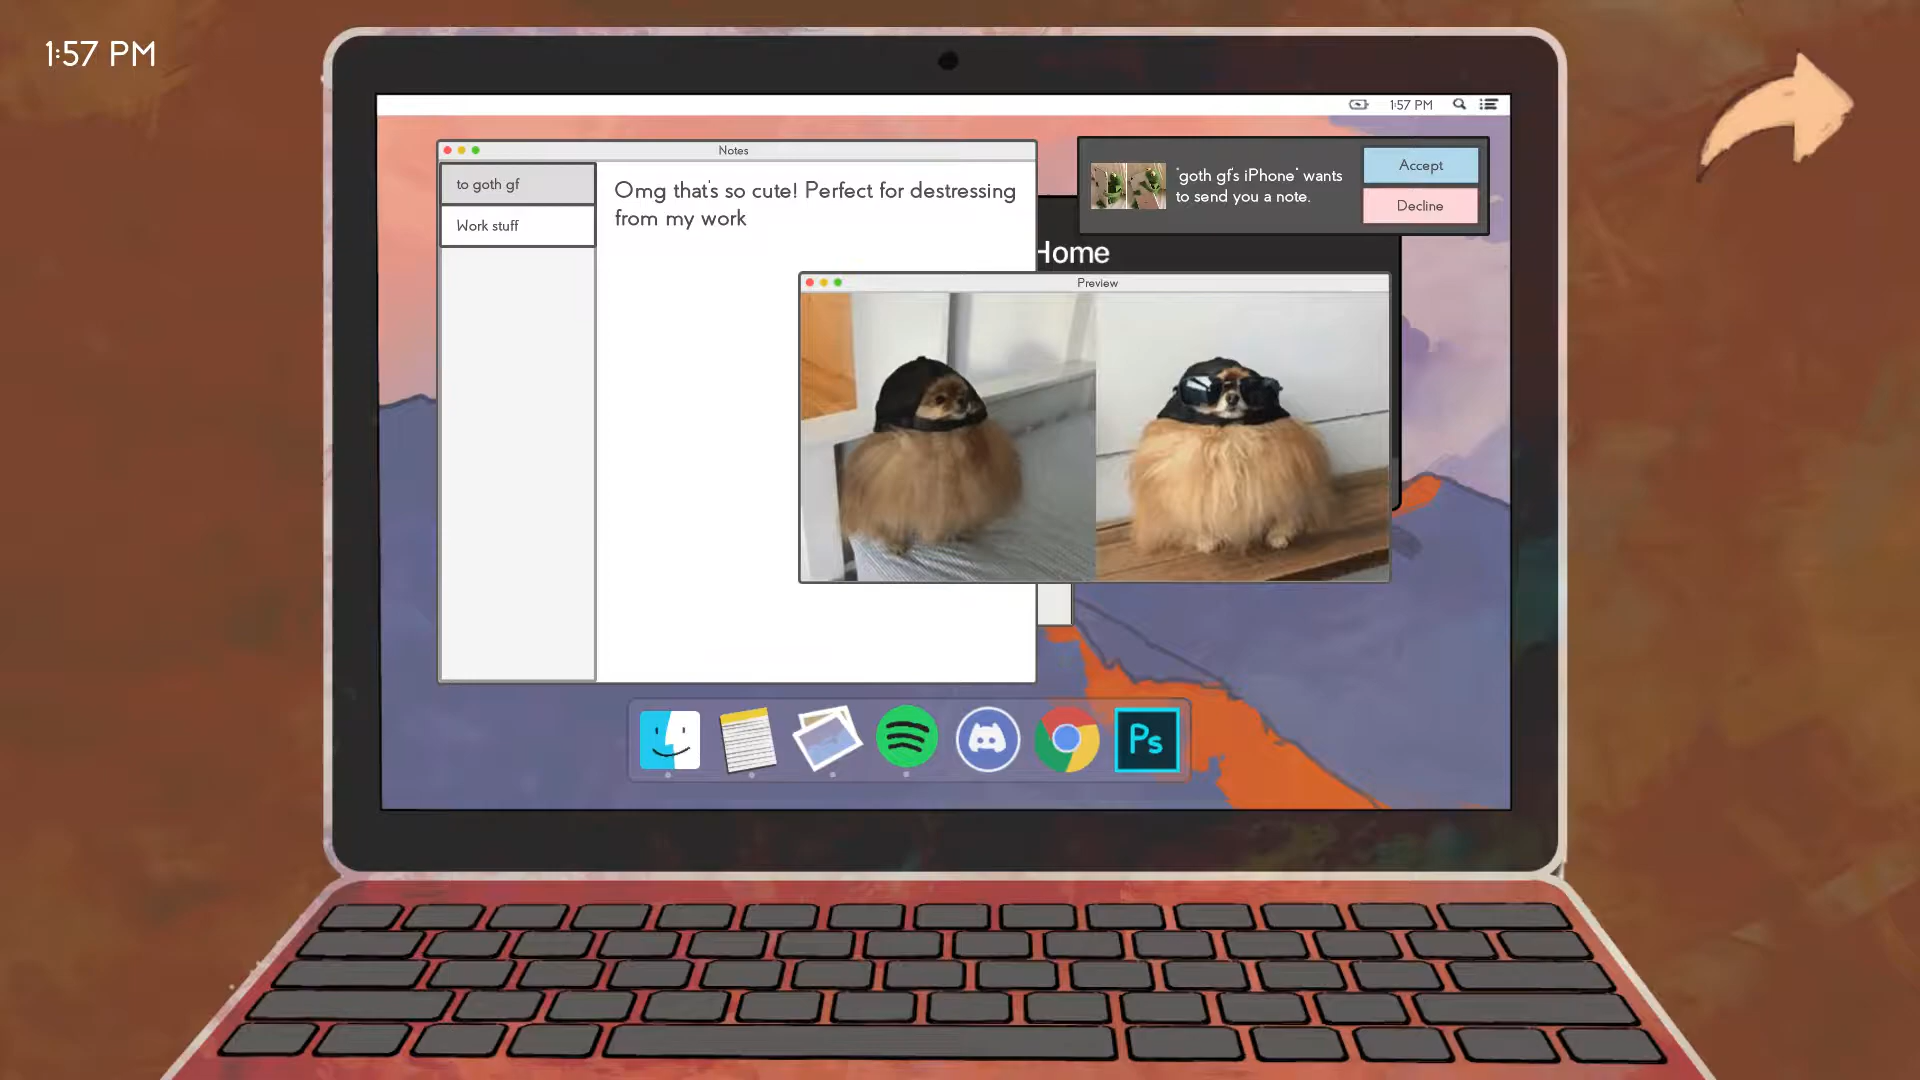 1:57 PM
1:57 PM
Notes
to goth gf
Work stuff
Omg that's so cute! Perfect for destressing
from my work
"goth gf's iPhone" wants
to send you a note.
Accept
Decline
Home
Preview
Ps